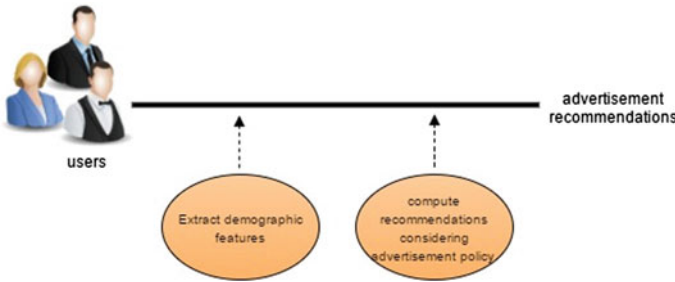 users
Extract demographic
features
compute
recommendations
considering
advertisement policy
advertisement
recommendations